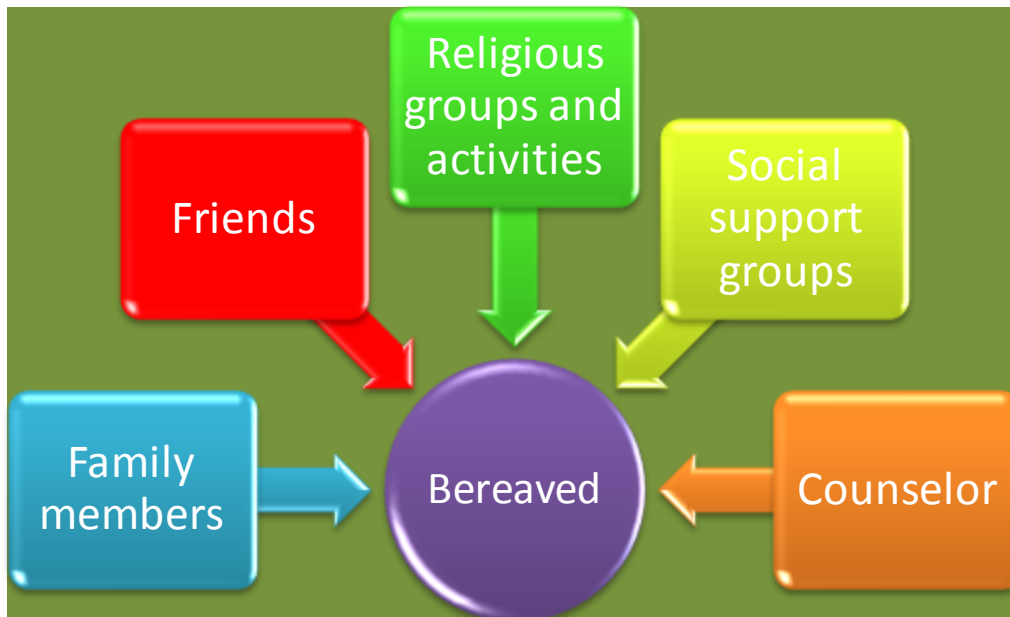 Religious
groups and
activities
Friends
Social
support
groups
Family
members
Bereaved
Counselor